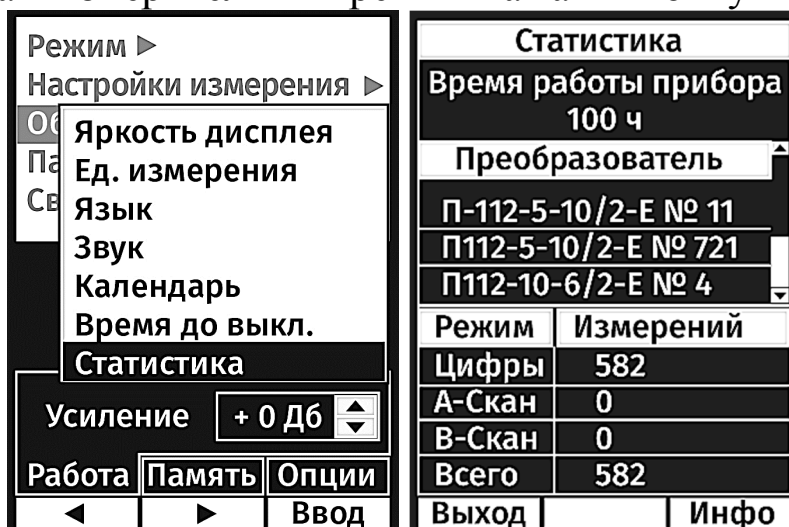 Режим ▶
Настройки измерения ▶
Яркость дисплея
Ед. измерения
Язык
Звук
Календарь
Время до выкл.
Статистика
Усиление + 0 Дб
Работа Память Опции
◀ ▶ Ввод
Статистика
Время работы прибора
100 ч
Преобразователь
П-112-5-10/2-Е № 11
П112-5-10/2-Е № 721
П112-10-6/2-Е № 4
Режим Измерений
Цифры 582
А-Скан 0
В-Скан 0
Всего 582
Выход Инфо